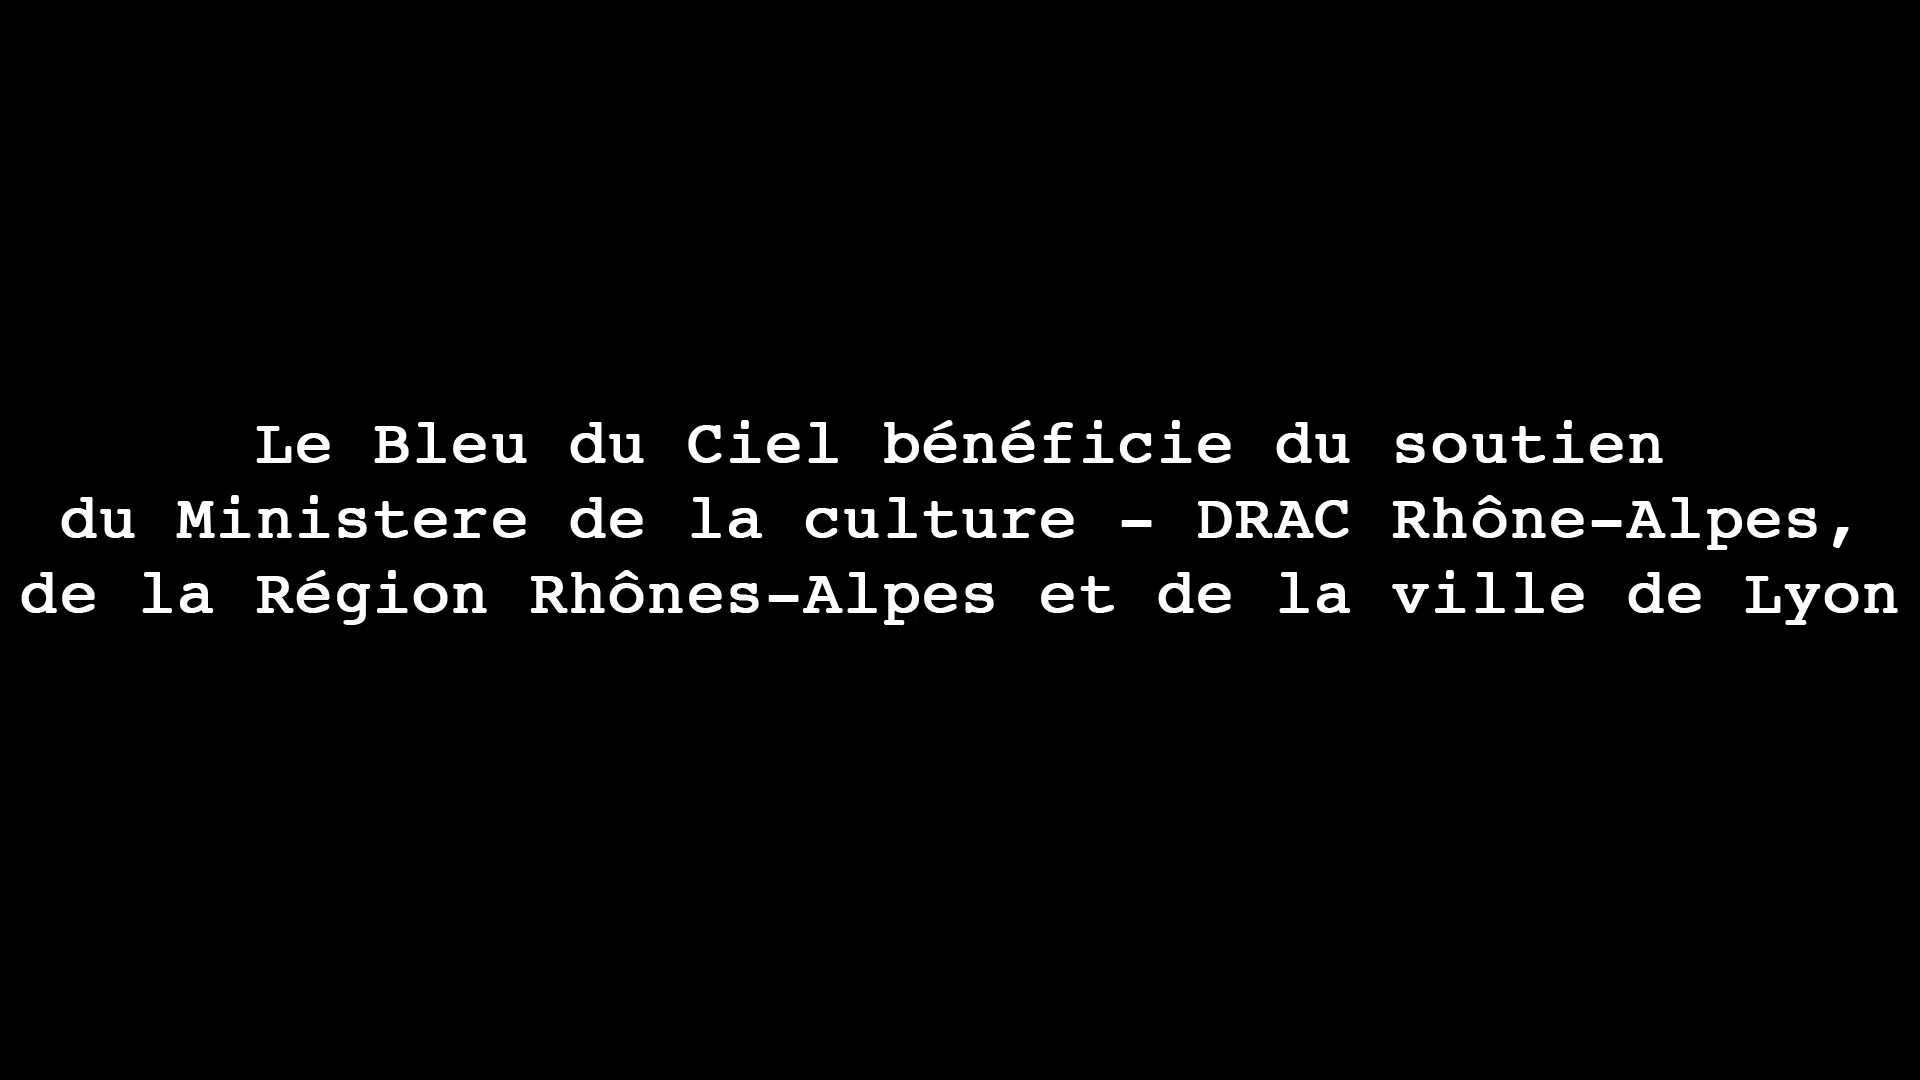 Le Bleu du Ciel bénéficie du soutien
du Ministere de la culture - DRAC Rhône-Alpes,
de la Région Rhônes-Alpes et de la ville de Lyon